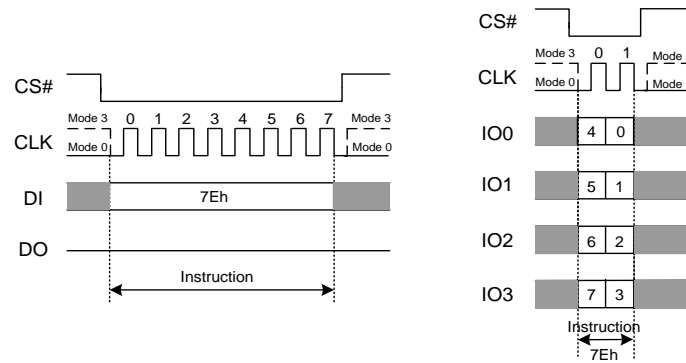 CS#
Mode 3 0 1 2 3 4 5 6 7 Mode 3
CLK
Mode 0 Mode 0
DI 7Eh
DO
Instruction
CS#
Mode 3 0 1 Mode
CLK
Mode 0 Mode
IO0 4 0
IO1 5 1
IO2 6 2
IO3 7 3
Instruction
7Eh